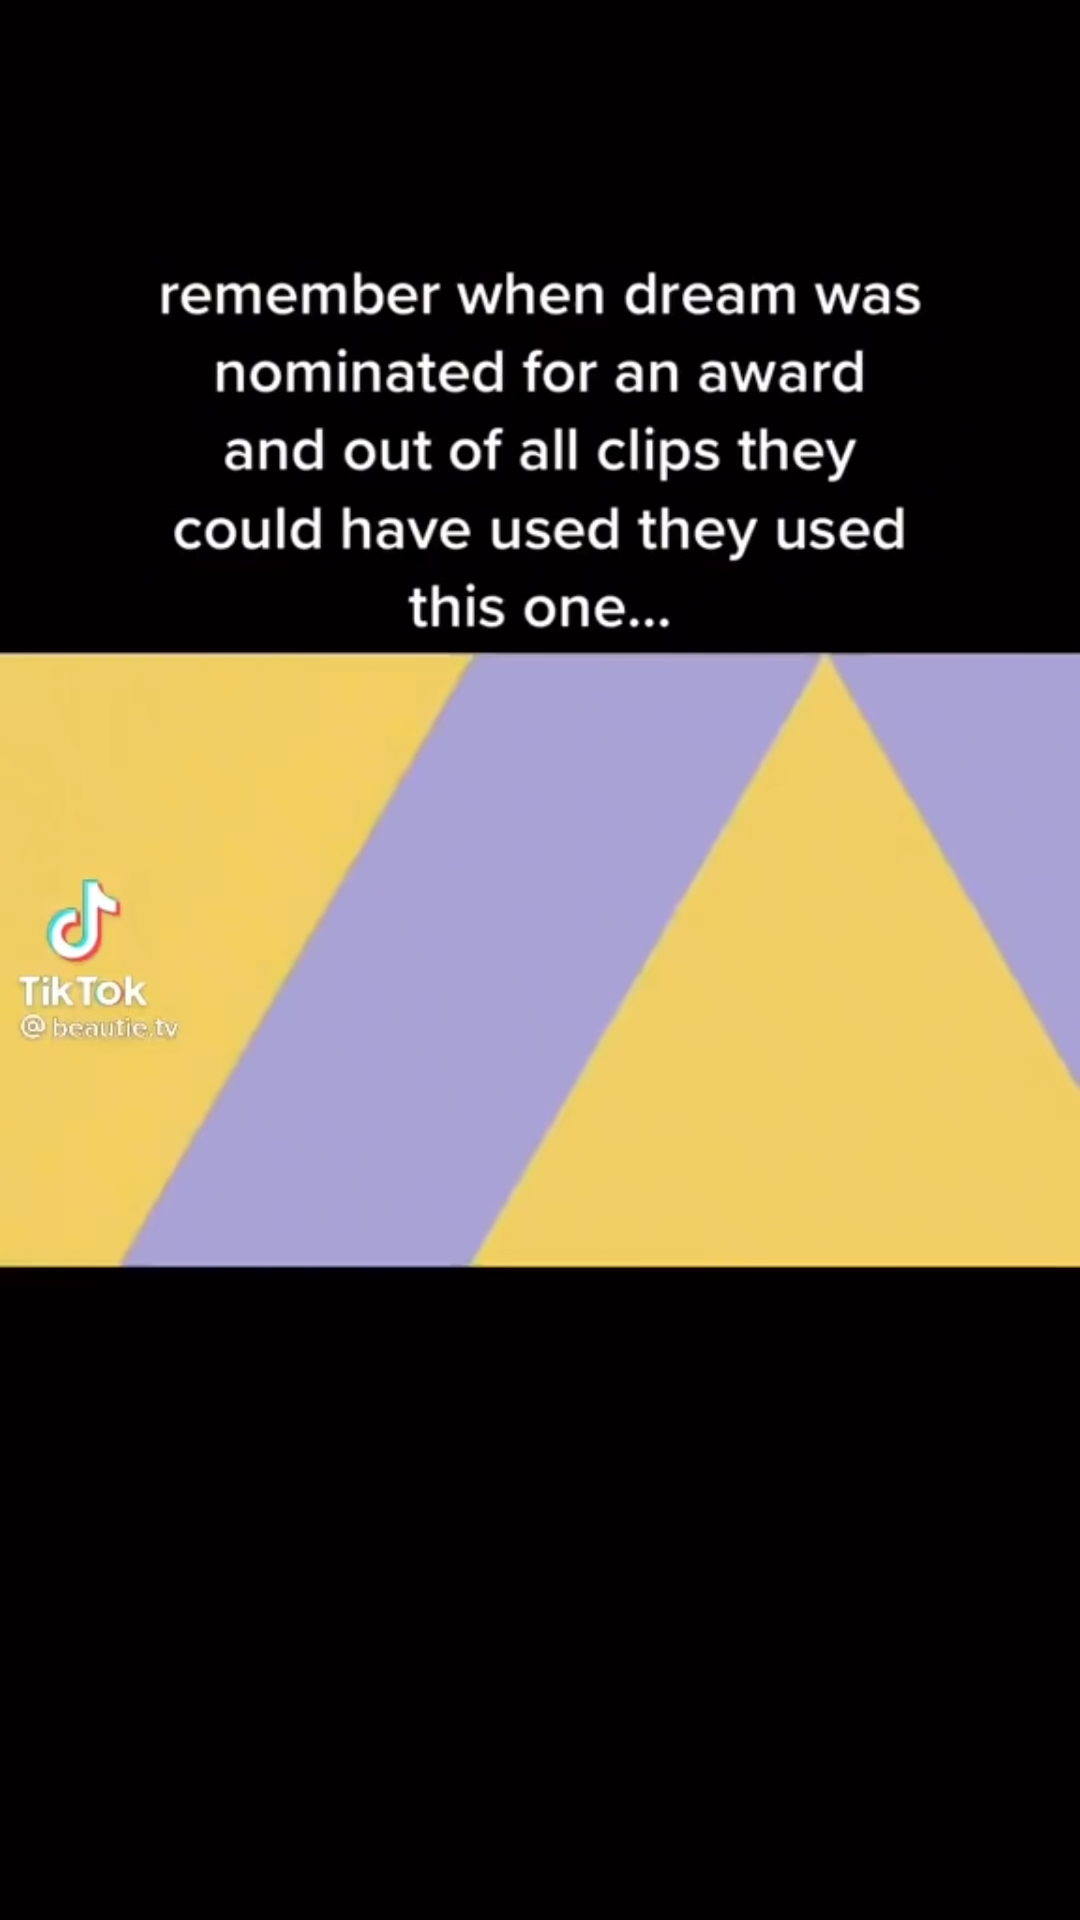 remember when dream was
nominated for an award
and out of all clips they
could have used they used
this one...
TikTok
@beautie.tv